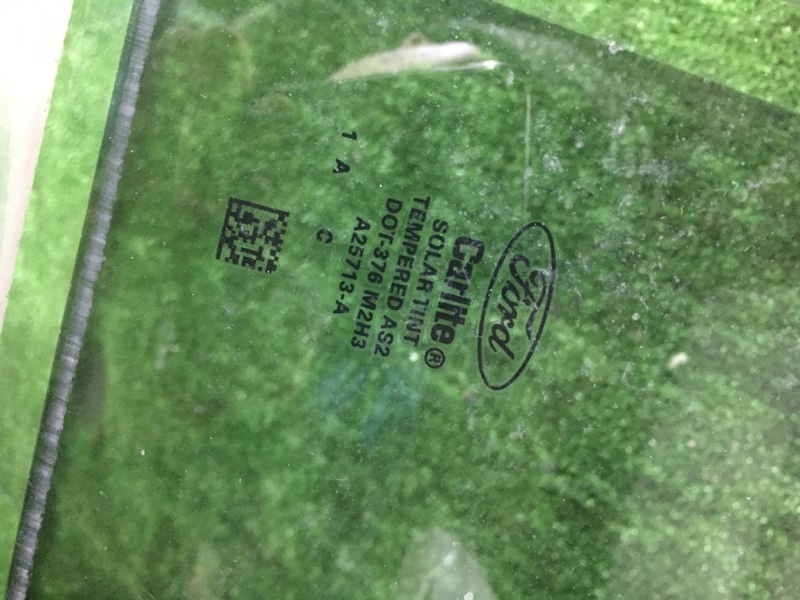 Ford
Carlite®
SOLAR TINT
TEMPERED AS2
DOT-376 M2H3
A25713-A
C
1 A